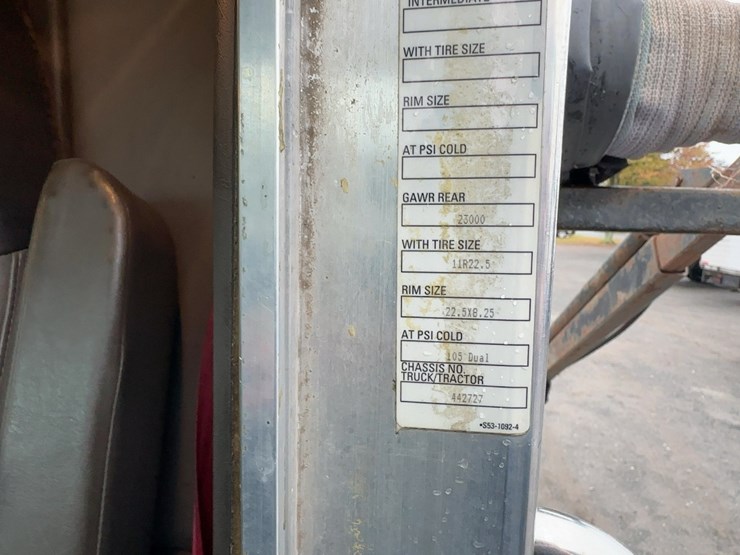 INTERMEDIATE
WITH TIRE SIZE
RIM SIZE
AT PSI COLD
GAWR REAR
23000
WITH TIRE SIZE
11R22.5
RIM SIZE
22.5X8.25
AT PSI COLD
105 Dual
CHASSIS NO.
TRUCK/TRACTOR
442727
•S53-1092-4